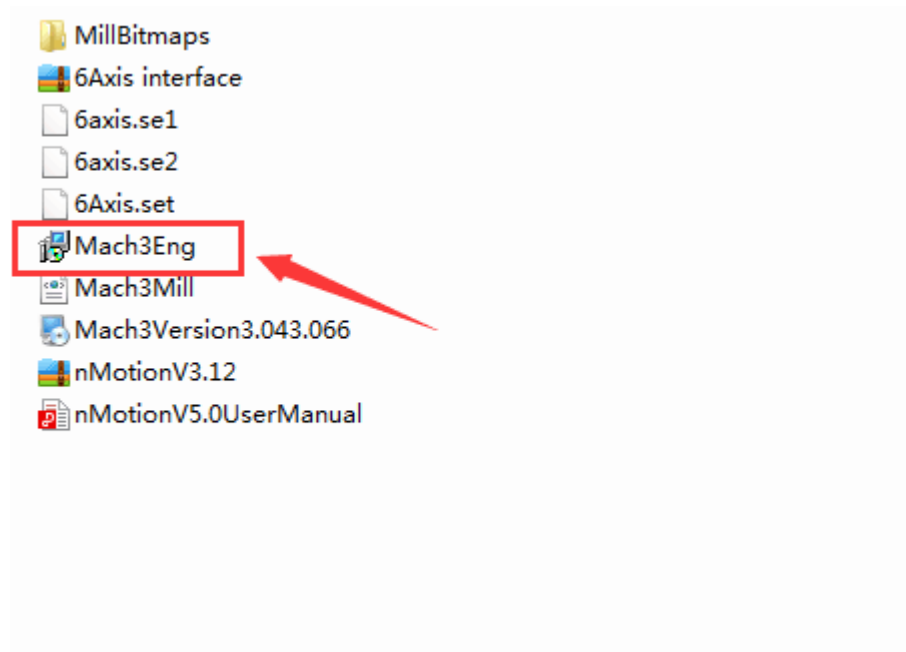 MillBitmaps
6Axis interface
6axis.se1
6axis.se2
6Axis.set
Mach3Eng
Mach3Mill
Mach3Version3.043.066
nMotionV3.12
nMotionV5.0UserManual